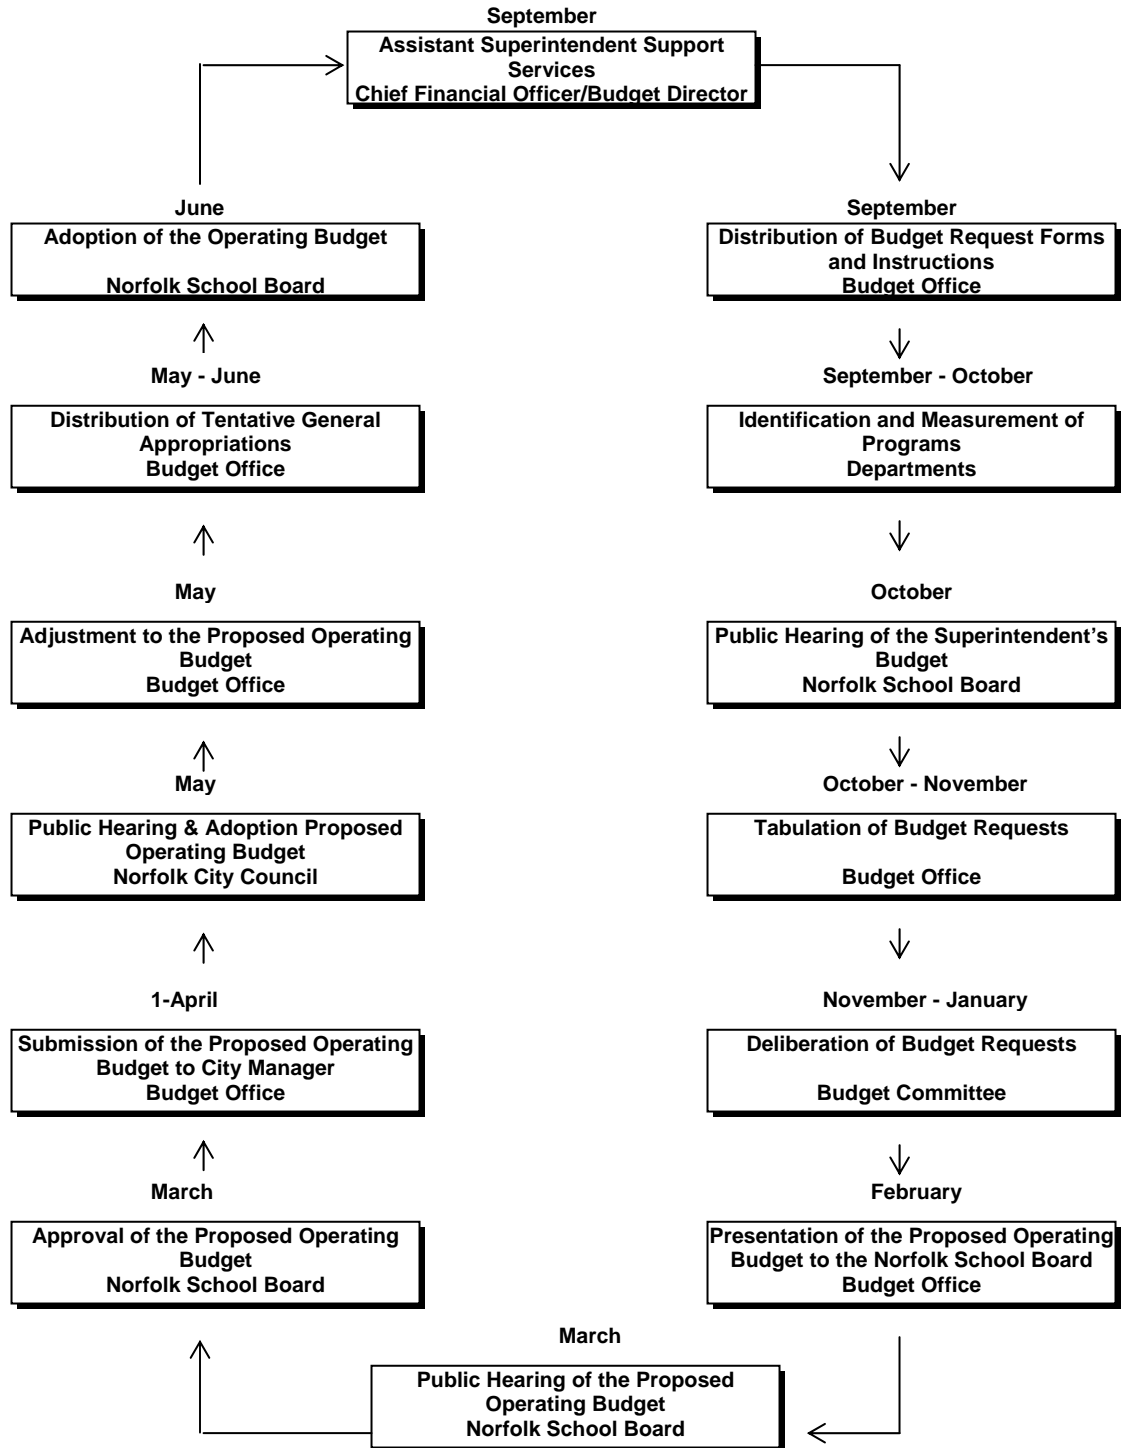 September
Assistant Superintendent Support
Services
Chief Financial Officer/Budget Director
September
Distribution of Budget Request Forms
and Instructions
Budget Office
September - October
Identification and Measurement of
Programs
Departments
October
Public Hearing of the Superintendent’s
Budget
Norfolk School Board
October - November
Tabulation of Budget Requests
Budget Office
November - January
Deliberation of Budget Requests
Budget Committee
February
Presentation of the Proposed Operating
Budget to the Norfolk School Board
Budget Office
March
Public Hearing of the Proposed
Operating Budget
Norfolk School Board
March
Approval of the Proposed Operating
Budget
Norfolk School Board
1-April
Submission of the Proposed Operating
Budget to City Manager
Budget Office
May
Public Hearing & Adoption Proposed
Operating Budget
Norfolk City Council
May
Adjustment to the Proposed Operating
Budget
Budget Office
May - June
Distribution of Tentative General
Appropriations
Budget Office
June
Adoption of the Operating Budget
Norfolk School Board